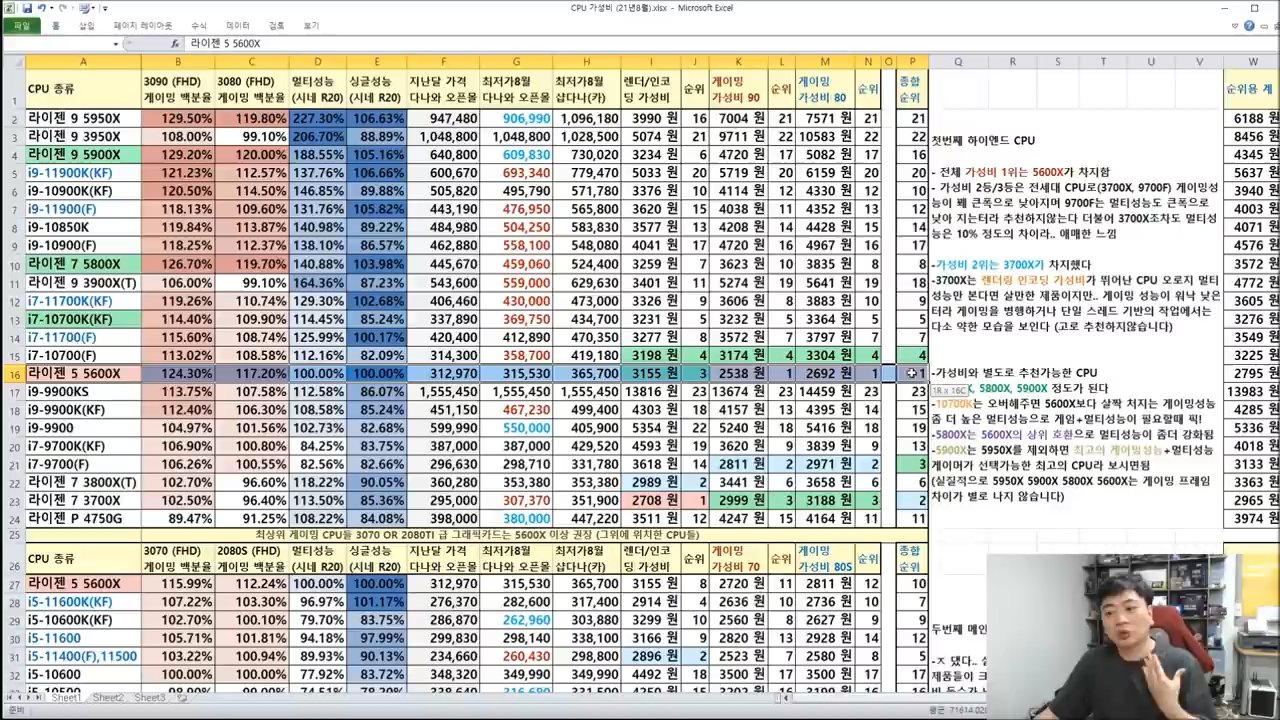 CPU 가성비 (21년8월).xlsx - Microsoft Excel
파일 홈 삽입 페이지 레이아웃 수식 데이터 검토 보기
fx 라이젠 5 5600X
A B C D E F G H I J K L M N O P Q R S T U V W
1 CPU 종류 3090 (FHD) 게이밍 백분율 3080 (FHD) 게이밍 백분율 멀티성능 (시네 R20) 싱글성능 (시네 R20) 지난달 가격 다나와 오픈몰 최저가8월 다나와 오픈몰 최저가8월 샵다나(카) 렌더/인코딩 가성비 순위 게이밍 가성비 90 순위 게이밍 가성비 80 순위 종합 순위 순위용 계
2 라이젠 9 5950X 129.50% 119.80% 227.30% 106.63% 947,480 906,990 1,096,180 3990 원 16 7004 원 21 7571 원 21 21 6188 원
3 라이젠 9 3950X 108.00% 99.10% 206.70% 88.89% 1,048,800 1,048,800 1,028,500 5074 원 21 9711 원 22 10583 원 22 22 8456 원
4 라이젠 9 5900X 129.20% 120.00% 188.55% 105.16% 640,800 609,830 730,020 3234 원 6 4720 원 17 5082 원 17 16 4345 원
5 i9-11900K(KF) 121.23% 112.57% 137.76% 106.66% 600,670 693,340 779,470 5033 원 20 5719 원 20 6159 원 20 20 5637 원
6 i9-10900K(KF) 120.50% 114.50% 146.85% 89.88% 505,820 495,790 571,280 3376 원 10 4114 원 12 4330 원 12 10 3940 원
7 i9-11900(F) 118.13% 109.60% 131.76% 105.82% 443,190 476,950 565,800 3620 원 15 4038 원 11 4352 원 13 12 4003 원
8 i9-10850K 119.84% 113.87% 140.98% 89.22% 484,980 504,250 583,830 3577 원 13 4208 원 14 4428 원 15 14 4071 원
9 i9-10900(F) 118.25% 112.37% 138.10% 86.57% 462,880 558,100 548,080 4041 원 17 4720 원 16 4967 원 16 17 4576 원
10 라이젠 7 5800X 126.70% 119.70% 140.88% 103.98% 445,670 459,060 524,430 3259 원 7 3623 원 10 3835 원 8 8 3572 원
11 라이젠 9 3900X(T) 106.00% 99.10% 164.36% 87.23% 543,600 559,000 629,660 3401 원 11 5274 원 19 5641 원 19 18 4772 원
12 i7-11700K(KF) 119.26% 110.74% 129.30% 102.68% 406,460 430,000 473,000 3326 원 9 3606 원 8 3883 원 10 9 3605 원
13 i7-10700K(KF) 114.40% 109.90% 114.45% 85.24% 337,860 369,750 434,700 3231 원 5 3232 원 5 3364 원 5 5 3276 원
14 i7-11700(F) 115.60% 108.74% 125.99% 100.17% 420,400 412,890 470,350 3277 원 8 3572 원 7 3797 원 7 7 3549 원
15 i7-10700(F) 113.02% 108.58% 112.16% 82.09% 314,300 358,700 419,180 3198 원 4 3174 원 4 3304 원 4 4 3225 원
16 라이젠 5 5600X 124.30% 117.20% 100.00% 100.00% 312,970 315,530 365,700 3155 원 3 2538 원 1 2692 원 1 1 2795 원
17 i9-9900KS 113.75% 107.58% 112.90% 87.12% 1,555,450 1,555,450 1,555,450 13816 원 23 13674 원 23 14459 원 23 23 13983 원
18 i9-9900K(KF) 112.40% 106.30% 108.58% 85.24% 451,150 467,230 499,400 4303 원 18 4157 원 13 4395 원 14 15 4285 원
19 i9-9900 104.97% 101.56% 102.73% 82.68% 599,950 550,000 405,900 5354 원 22 5240 원 18 5416 원 18 19 5336 원
20 i7-9700K(KF) 106.90% 100.80% 84.25% 83.75% 387,350 387,000 429,520 4593 원 19 3620 원 9 3839 원 9 13 4018 원
21 i7-9700(F) 106.26% 100.55% 82.56% 82.66% 296,630 298,710 331,780 3618 원 14 2811 원 2 2971 원 2 3 3133 원
22 라이젠 7 3800X(T) 102.70% 96.40% 118.22% 90.05% 360,280 353,380 353,380 2989 원 2 3441 원 6 3658 원 6 6 3363 원
23 라이젠 7 3700X 102.50% 96.60% 113.50% 85.36% 295,000 307,370 351,900 2708 원 1 2999 원 3 3188 원 3 2 2965 원
24 라이젠 P 4750G 89.47% 91.25% 108.22% 84.08% 398,000 380,000 447,220 3511 원 12 4247 원 15 4164 원 11 11 3974 원
25 최상위 게이밍 CPU들 3070 OR 2080TI 급 그래픽카드는 5600X 이상 권장 (그위에 위치한 CPU들)
26 CPU 종류 3070 (FHD) 게이밍 백분율 2080S (FHD) 게이밍 백분율 멀티성능 (시네 R20) 싱글성능 (시네 R20) 지난달 가격 다나와 오픈몰 최저가8월 다나와 오픈몰 최저가8월 샵다나(카) 렌더/인코딩 가성비 순위 게이밍 가성비 70 순위 게이밍 가성비 80S 순위 종합 순위
27 라이젠 5 5600X 115.99% 112.24% 100.00% 100.00% 312,970 315,530 365,700 3155 원 8 2720 원 11 2811 원 12 10
28 i5-11600K(KF) 107.22% 103.30% 96.97% 101.17% 276,370 282,600 317,400 2914 원 4 2636 원 10 2736 원 10 7
29 i5-10600K(KF) 102.70% 100.10% 79.70% 83.75% 286,870 262,960 303,880 3299 원 10 2560 원 8 2627 원 9 9
30 i5-11600 105.71% 101.81% 94.18% 97.99% 299,830 298,140 338,100 3166 원 9 2820 원 13 2928 원 14 12
31 i5-11400(F),11500 103.22% 100.94% 89.93% 90.13% 234,660 260,430 298,800 2896 원 2 2523 원 7 2580 원 8 5
32 i5-10600 100.00% 100.00% 77.92% 83.72% 348,320 349,990 349,990 4492 원 18 3500 원 16 3500 원 16 16
첫번째 하이엔드 CPU
- 전체 가성비 1위는 5600X가 차지함
- 가성비 2등/3등은 전세대 CPU로(3700X, 9700F) 게이밍성
능이 꽤 큰폭으로 낮아지며 9700F는 멀티성능도 큰폭으로
낮아 지는터라 추천하지않는다 더불어 3700X조차도 멀티성
능은 10% 정도의 차이라.. 애매한 느낌
-가성비 2위는 3700X기 차지했다
-3700X는 렌더링 인코딩 가성비가 뛰어난 CPU 오로지 멀티
성능만 본다면 살만한 제품이지만.. 게이밍 성능이 워낙 낮은
터라 게이밍을 병행하거나 단일 스레드 기반의 작업에서는
다소 약한 모습을 보인다 (고로 추천하지않습니다)
-가성비와 별도로 추천가능한 CPU
1R x 16C , 5800X, 5900X 정도가 된다
-10700K는 오버해주면 5600X보다 살짝 처지는 게이밍성능
좀 더 높은 멀티성능으로 게임+멀티성능이 필요할때 픽!
-5800X는 5600X의 상위 호환으로 멀티성능이 좀더 강화됨
-5900X는 5950X를 제외하면 최고의 게이밍성능+멀티성능
게이머가 선택가능한 최고의 CPU라 보시면됨
(실질적으로 5950X 5900X 5800X 5600X는 게이밍 프레임
차이가 별로 나지 않습니다)
두번째 메인
제품들이 크
Sheet1 Sheet2 Sheet3
준비